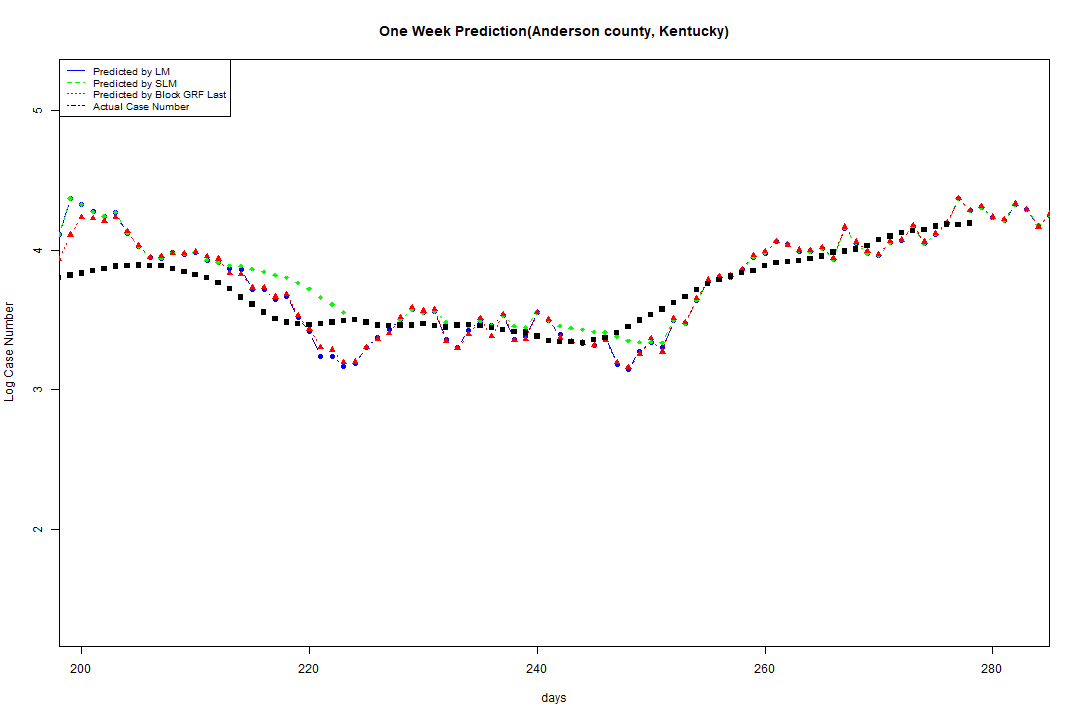 One Week Prediction(Anderson county, Kentucky)
Predicted by LM
Predicted by SLM
Predicted by Block GRF Last
Actual Case Number
5
4
3
2
Log Case Number
200 220 240 260 280
days